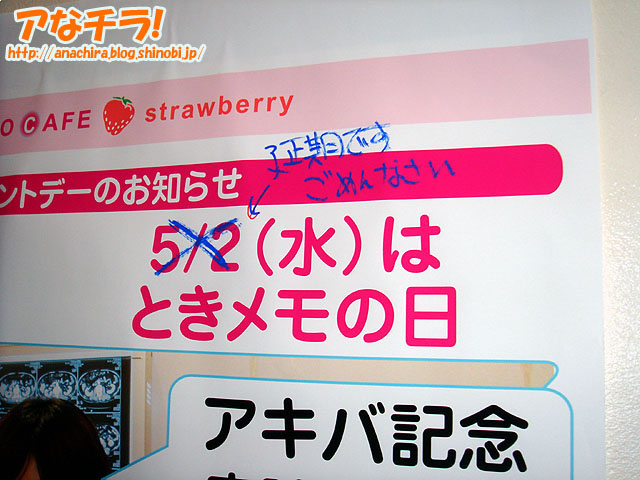 アなチラ!
http://anachira.blog.shinobi.jp/
O CAFE strawberry
延期です
ごめんなさい
ントデーのお知らせ
5/2(水)は
ときメモの日
アキバ記念